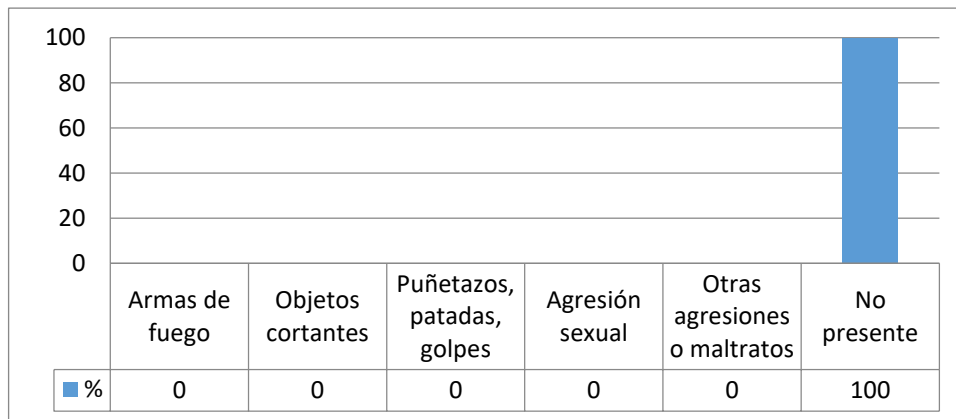 100
80
60
40
20
0
Armas de
fuego
Objetos
cortantes
Puñetazos,
patadas,
golpes
Agresión
sexual
Otras
agresiones
o maltratos
No
presente
% 0 0 0 0 0 100